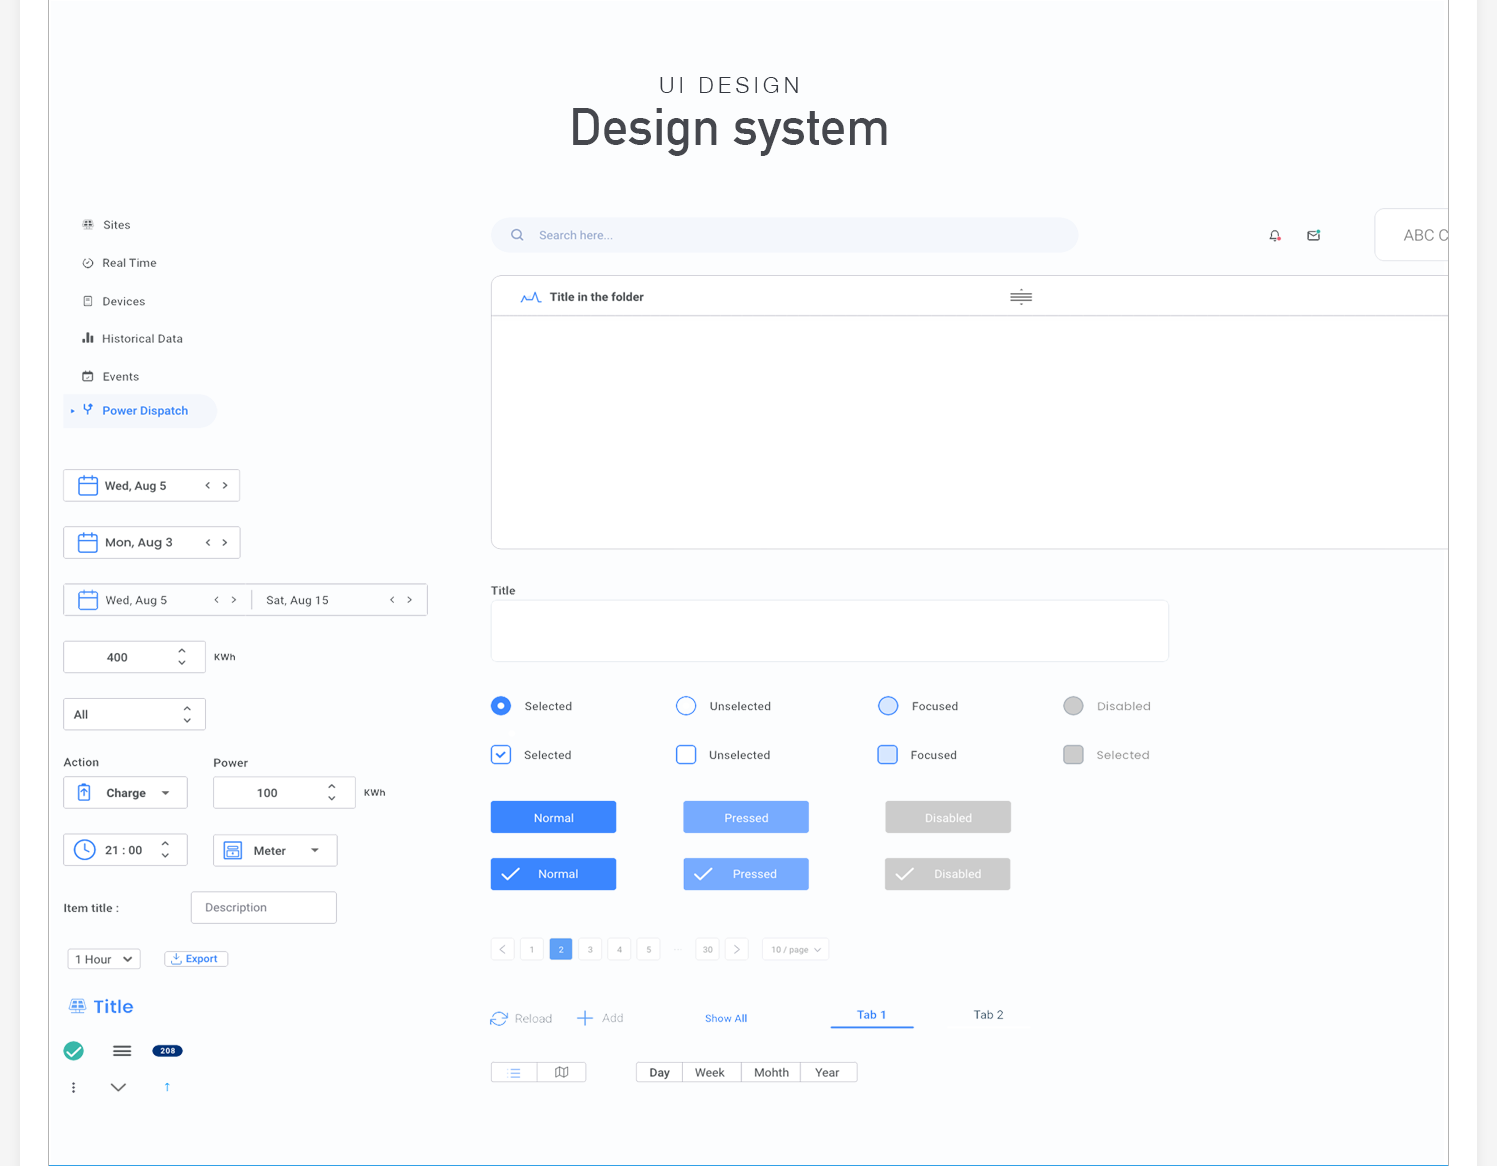 UI DESIGN
Design system
Sites
Real Time
Devices
Historical Data
Events
Power Dispatch
Search here...
ABC C
Title in the folder
Wed, Aug 5
Mon, Aug 3
Wed, Aug 5 Sat, Aug 15
400 KWh
All
Action Power
Charge 100 KWh
21 : 00 Meter
Item title : Description
1 Hour Export
Title
208
Title
Selected Unselected Focused Disabled
Selected Unselected Focused Selected
Normal Pressed Disabled
Normal Pressed Disabled
< 1 2 3 4 5 ··· 30 > 10 / page
Reload Add Show All Tab 1 Tab 2
Day Week Mohth Year